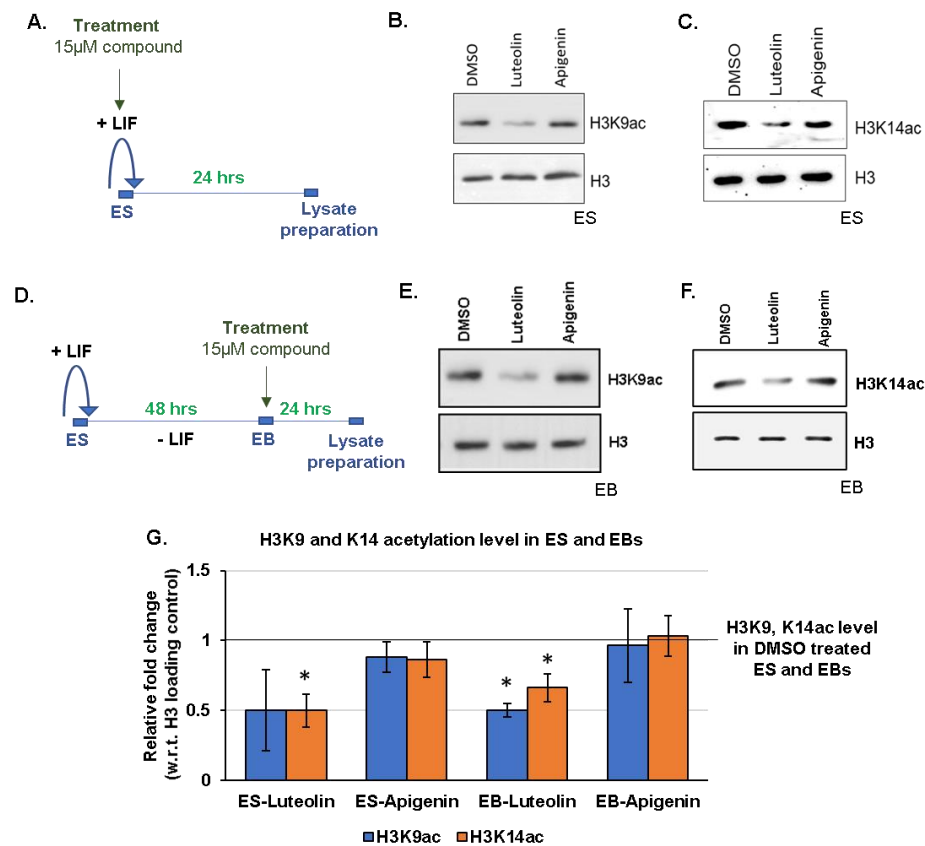 A.
Treatment
15µM compound
+ LIF
24 hrs
ES
Lysate
preparation
B.
DMSO
Luteolin
Apigenin
H3K9ac
H3
ES
C.
DMSO
Luteolin
Apigenin
H3K14ac
H3
ES
D.
Treatment
15µM compound
+ LIF
48 hrs
24 hrs
ES
- LIF
EB
Lysate
preparation
E.
DMSO
Luteolin
Apigenin
H3K9ac
H3
EB
F.
DMSO
Luteolin
Apigenin
H3K14ac
H3
EB
G.
H3K9 and K14 acetylation level in ES and EBs
Relative fold change
(w.r.t. H3 loading control)
1.5
1
0.5
0
*
*
*
H3K9, K14ac level
in DMSO treated
ES and EBs
ES-Luteolin
ES-Apigenin
EB-Luteolin
EB-Apigenin
H3K9ac
H3K14ac